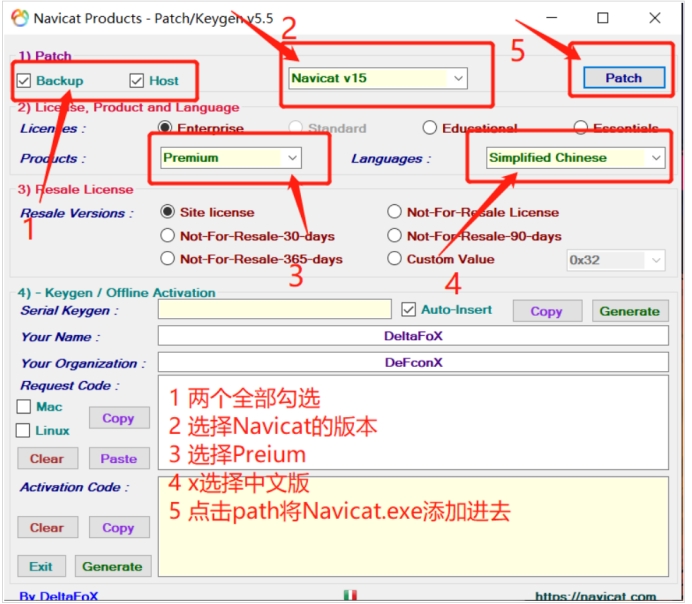 Navicat Products - Patch/Keygen v5.5
2
5
1) Patch
Backup Host Navicat v15 Patch
2) License, Product and Language
Licenses : Enterprise Standard Educational Essentials
Products : Premium Languages : Simplified Chinese
3) Resale License
Resale Versions : Site license Not-For-Resale License
Not-For-Resale-30-days Not-For-Resale-90-days
Not-For-Resale-365-days Custom Value 0x32
1
3
4
4) - Keygen / Offline Activation
Serial Keygen : Auto-Insert Copy Generate
Your Name : DeltaFoX
Your Organization : DeFconX
Request Code :
Mac
Copy
Linux
Clear Paste
1 两个全部勾选
2 选择Navicat的版本
3 选择Preium
4 x选择中文版
5 点击path将Navicat.exe添加进去
Activation Code :
Clear Copy
Exit Generate
By DeltaFoX https://navicat.com